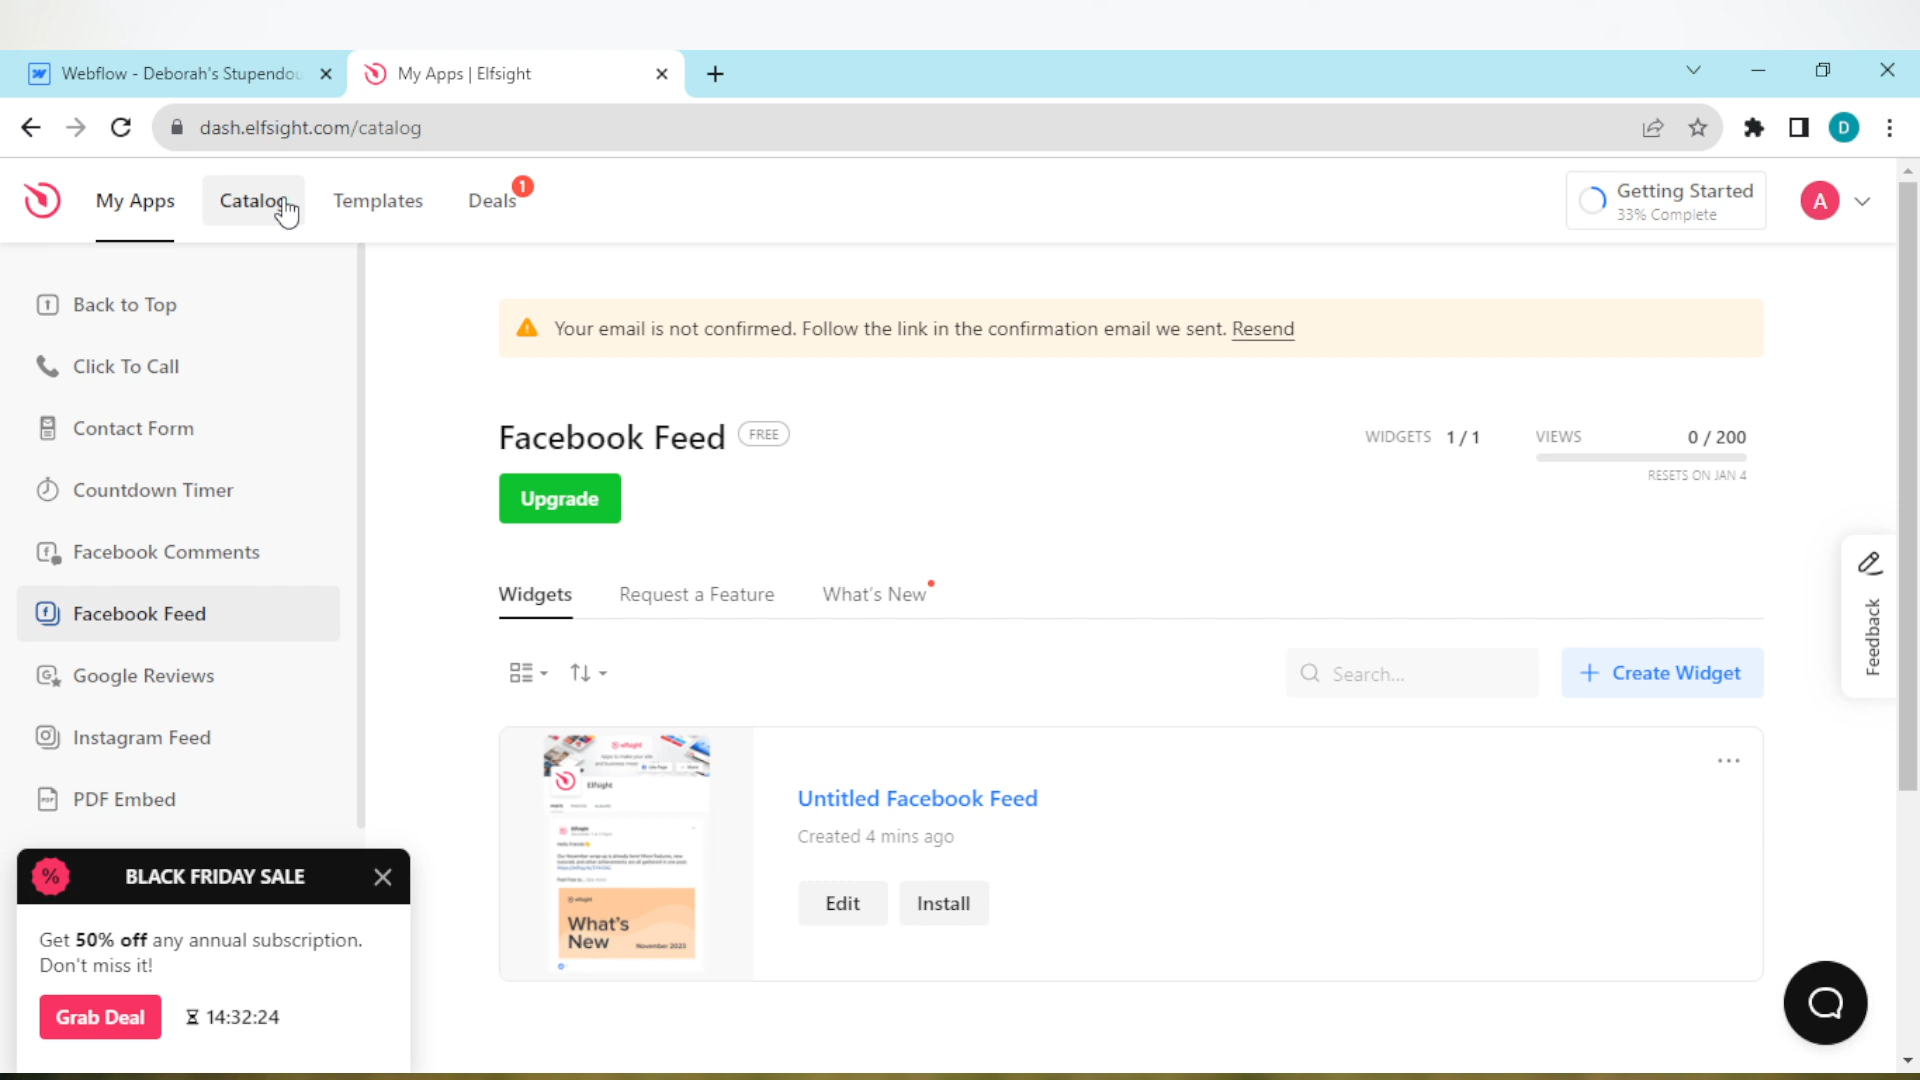 Webflow - Deborah's Stupendou
My Apps | Elfsight
dash.elfsight.com/catalog
D
My Apps
Catalog
Templates
Deals
1
Getting Started
33% Complete
A
Back to Top
Click To Call
Contact Form
Countdown Timer
Facebook Comments
Facebook Feed
Google Reviews
Instagram Feed
PDF Embed
Your email is not confirmed. Follow the link in the confirmation email we sent. Resend
Facebook Feed FREE
WIDGETS 1 / 1
VIEWS 0 / 200
RESETS ON JAN 4
Upgrade
Widgets
Request a Feature
What's New
Search...
+ Create Widget
Feedback
elfsight
Elfsight
What's
New
November 2023
Untitled Facebook Feed
Created 4 mins ago
Edit
Install
% BLACK FRIDAY SALE
Get 50% off any annual subscription.
Don't miss it!
Grab Deal
14:32:24